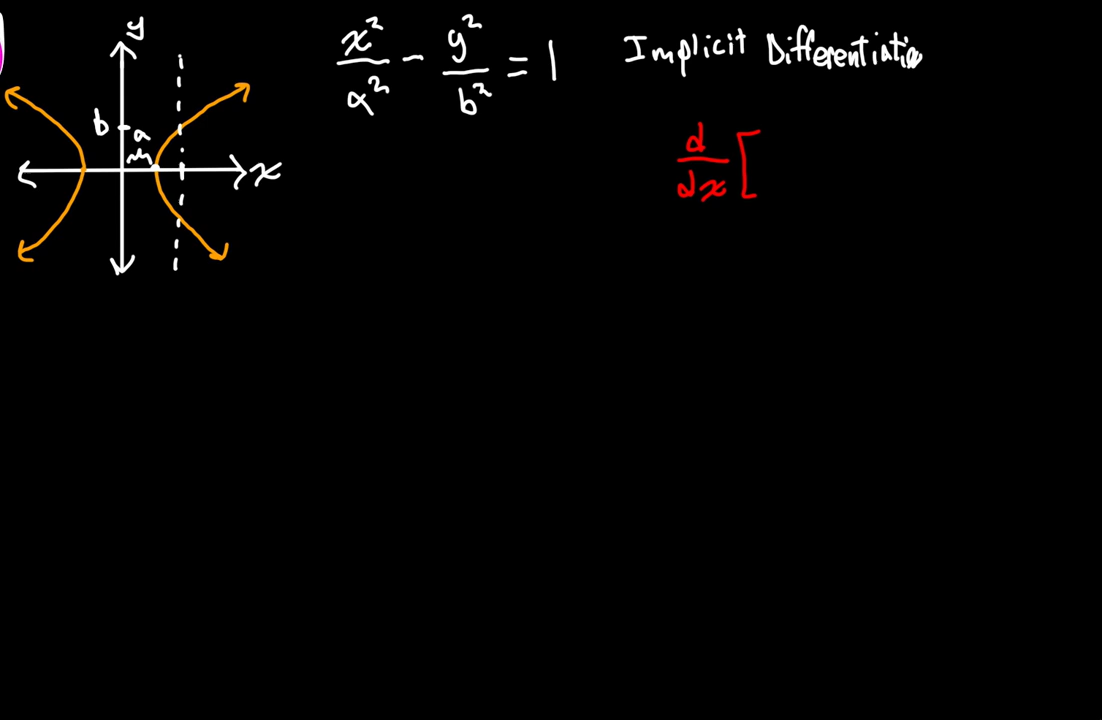 y
x²/a² - y²/b² = 1
Implicit Differentiation
b
a
x
d/dx [